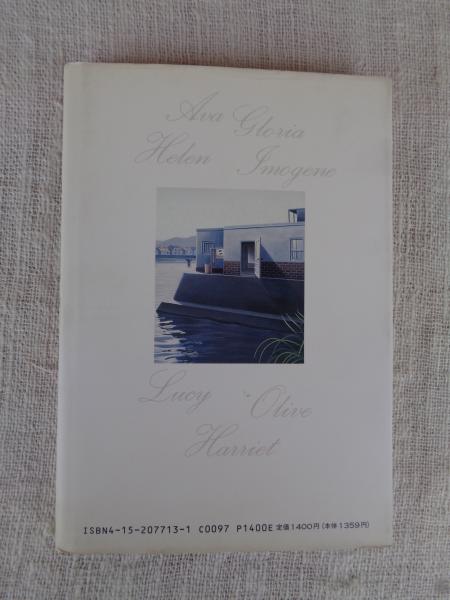 Ava Gloria
Helen Imogene
Lucy Olive
Harriet
ISBN4-15-207713-1 C0097 P1400E 定価1400円(本体1359円)